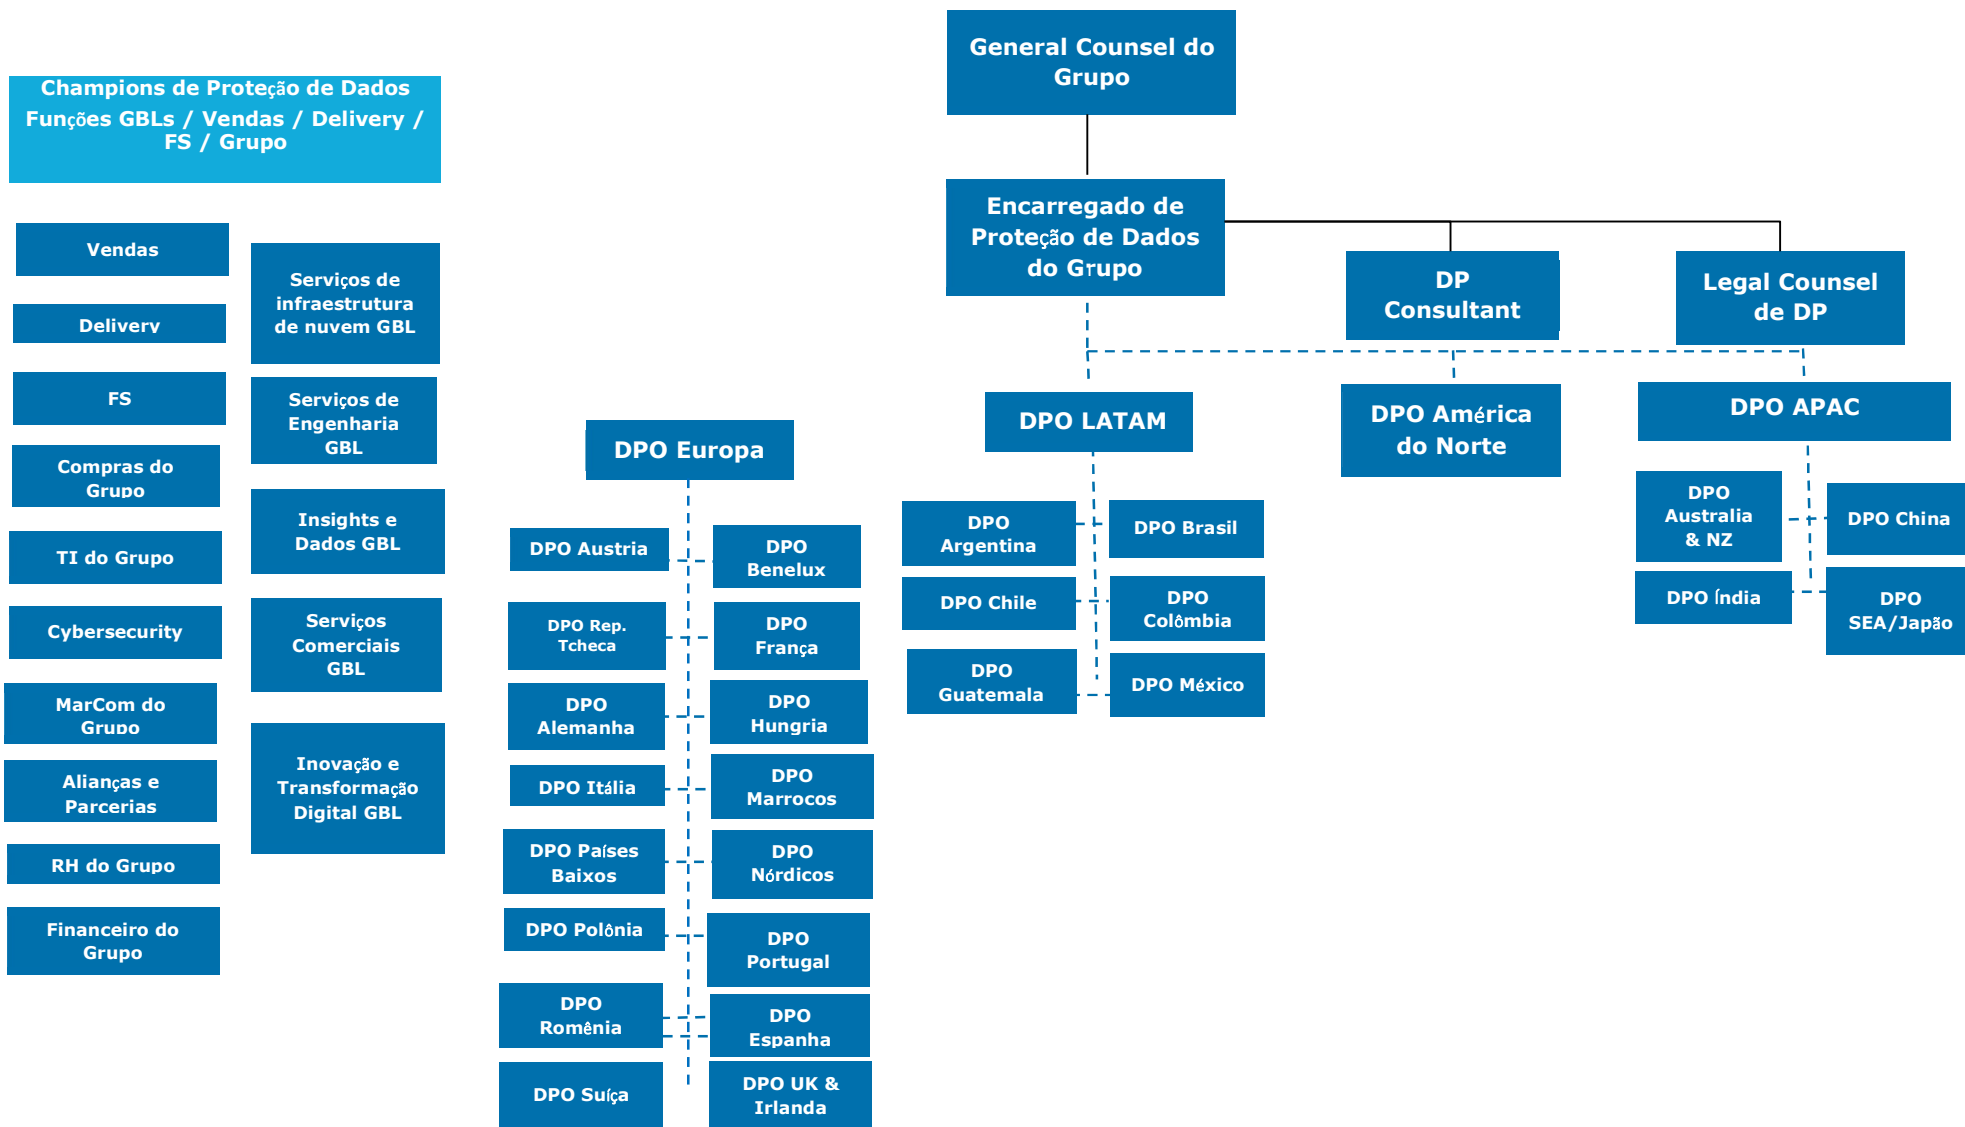 General Counsel do
Grupo
Champions de Proteção de Dados
Funções GBLs / Vendas / Delivery /
FS / Grupo
Encarregado de
Proteção de Dados
do Grupo
DP
Consultant
Legal Counsel
de DP
Vendas
Delivery
FS
Compras do
Grupo
TI do Grupo
Cybersecurity
MarCom do
Grupo
Alianças e
Parcerias
RH do Grupo
Financeiro do
Grupo
Serviços de
infraestrutura
de nuvem GBL
Serviços de
Engenharia
GBL
Insights e
Dados GBL
Serviços
Comerciais
GBL
Inovação e
Transformação
Digital GBL
DPO Europa
DPO Austria
DPO
Benelux
DPO Rep.
Tcheca
DPO
França
DPO
Alemanha
DPO
Hungria
DPO Itália
DPO
Marrocos
DPO Países
Baixos
DPO
Nórdicos
DPO Polônia
DPO
Portugal
DPO
Romênia
DPO
Espanha
DPO Suíça
DPO UK &
Irlanda
DPO LATAM
DPO
Argentina
DPO Brasil
DPO Chile
DPO
Colômbia
DPO
Guatemala
DPO México
DPO América
do Norte
DPO APAC
DPO
Australia
& NZ
DPO China
DPO Índia
DPO
SEA/Japão